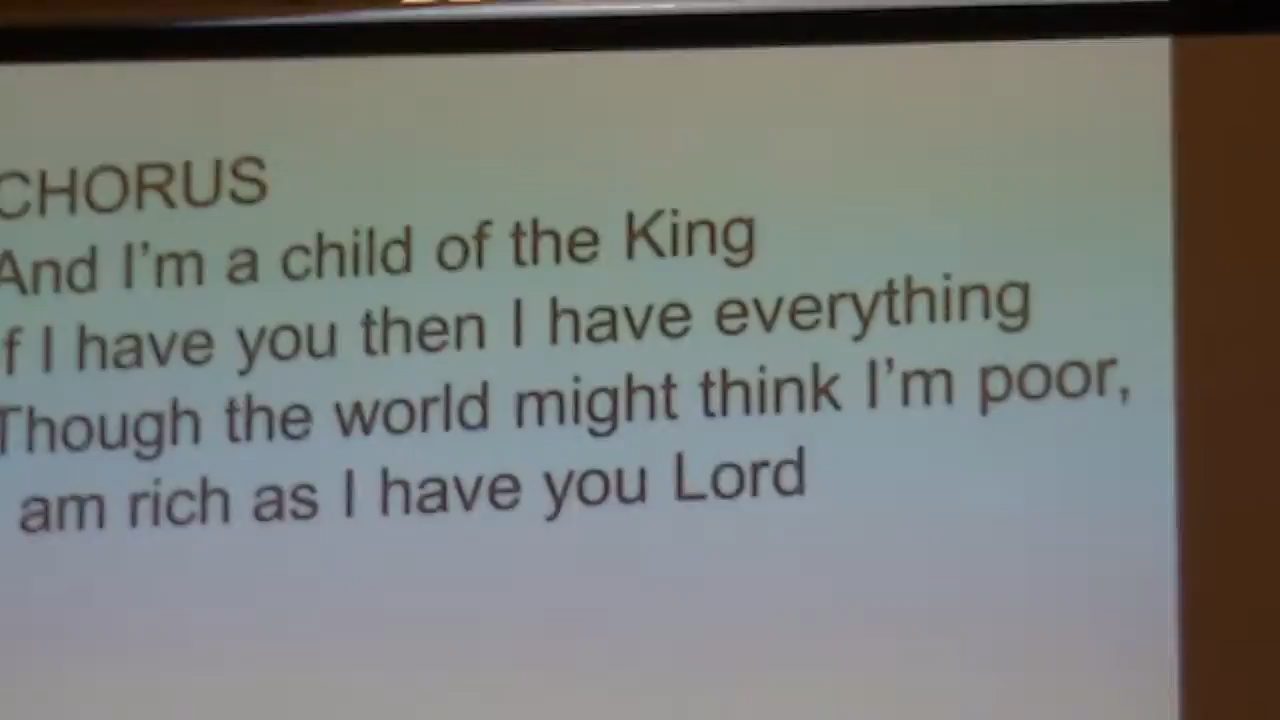 CHORUS
And I'm a child of the King
f I have you then I have everything
Though the world might think I'm poor,
am rich as I have you Lord